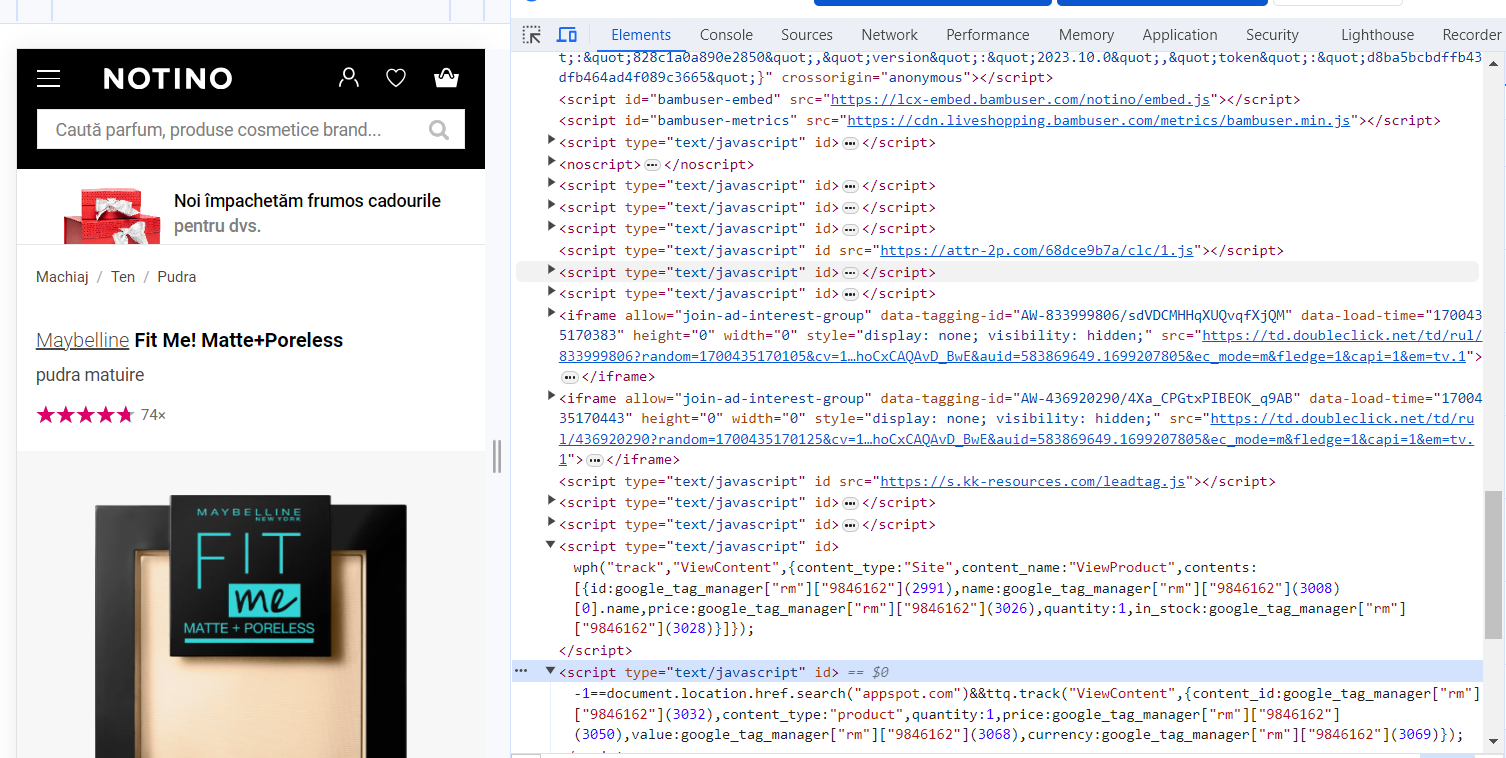 NOTINO
Caută parfum, produse cosmetice brand...
Noi împachetăm frumos cadourile
pentru dvs.
Machiaj / Ten / Pudra
Maybelline Fit Me! Matte+Poreless
pudra matuire
74×
MAYBELLINE
NEW YORK
FIT
me
MATTE + PORELESS
Elements Console Sources Network Performance Memory Application Security Lighthouse Recorder
t;:&quot;828c1a0a890e2850&quot;,&quot;version&quot;:&quot;2023.10.0&quot;,&quot;token&quot;:&quot;d8ba5bcbdffb43
dfb464ad4f089c3665&quot;}" crossorigin="anonymous"></script>
<script id="bambuser-embed" src="https://lcx-embed.bambuser.com/notino/embed.js"></script>
<script id="bambuser-metrics" src="https://cdn.liveshopping.bambuser.com/metrics/bambuser.min.js"></script>
<script type="text/javascript" id>…</script>
<noscript>…</noscript>
<script type="text/javascript" id>…</script>
<script type="text/javascript" id>…</script>
<script type="text/javascript" id>…</script>
<script type="text/javascript" id src="https://attr-2p.com/68dce9b7a/clc/1.js"></script>
<script type="text/javascript" id>…</script>
<script type="text/javascript" id>…</script>
<iframe allow="join-ad-interest-group" data-tagging-id="AW-833999806/sdVDCMHHqXUQvqfXjQM" data-load-time="17004
35170383" height="0" width="0" style="display: none; visibility: hidden;" src="https://td.doubleclick.net/td/rul/
833999806?random=1700435170105&cv=1…hoCxCAQAvD_BwE&auid=583869649.1699207805&ec_mode=m&fledge=1&capi=1&em=tv.1">
…</iframe>
<iframe allow="join-ad-interest-group" data-tagging-id="AW-436920290/4Xa_CPGtxPIBEOK_q9AB" data-load-time="17004
35170443" height="0" width="0" style="display: none; visibility: hidden;" src="https://td.doubleclick.net/td/ru
l/436920290?random=1700435170125&cv=1…hoCxCAQAvD_BwE&auid=583869649.1699207805&ec_mode=m&fledge=1&capi=1&em=tv.
1">…</iframe>
<script type="text/javascript" id src="https://s.kk-resources.com/leadtag.js"></script>
<script type="text/javascript" id>…</script>
<script type="text/javascript" id>…</script>
<script type="text/javascript" id>
wph("track","ViewContent",{content_type:"Site",content_name:"ViewProduct",contents:
[{id:google_tag_manager["rm"]["9846162"](2991),name:google_tag_manager["rm"]["9846162"](3008)
[0].name,price:google_tag_manager["rm"]["9846162"](3026),quantity:1,in_stock:google_tag_manager["rm"]
["9846162"](3028)}]});
</script>
<script type="text/javascript" id> == $0
-1==document.location.href.search("appspot.com")&&ttq.track("ViewContent",{content_id:google_tag_manager["rm"]
["9846162"](3032),content_type:"product",quantity:1,price:google_tag_manager["rm"]["9846162"]
(3050),value:google_tag_manager["rm"]["9846162"](3068),currency:google_tag_manager["rm"]["9846162"](3069)});